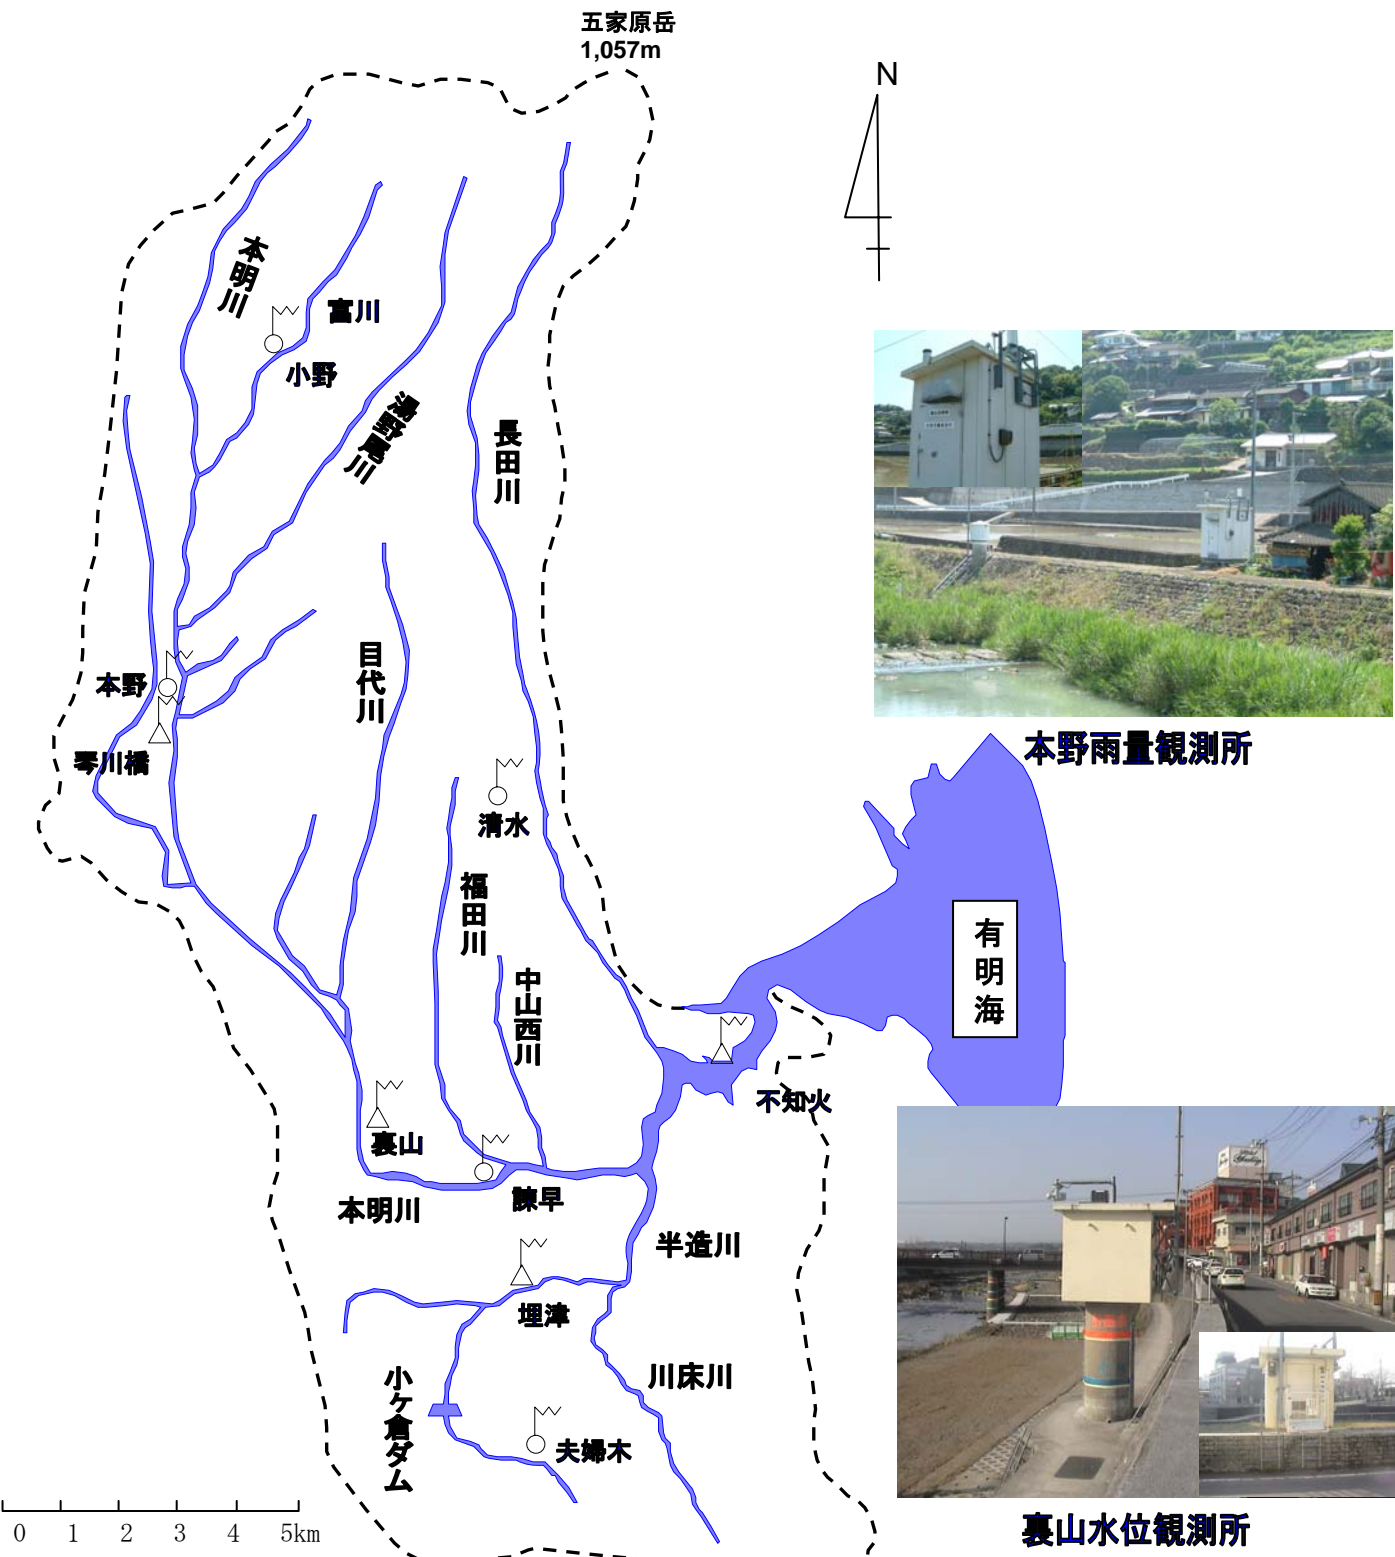 五家原岳
1,057m
N
本明川
富川
小野
湯野尾川
長田川
目代川
本野
琴川橋
清水
福田川
中山西川
本野雨量観測所
有明海
不知火
裏山
諫早
本明川
半造川
埋津
川床川
小ヶ倉ダム
夫婦木
0 1 2 3 4 5km
裏山水位観測所